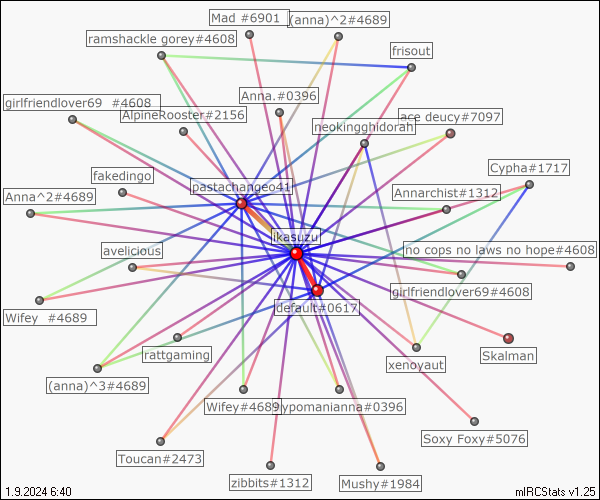 Mad #6901
(anna)^2#4689
ramshackle gorey#4608
frisout
girlfriendlover69  #4608
Anna.#0396
AlpineRooster#2156
ace deucy#7097
neokingghidorah
Cypha#1717
fakedingo
pastachangeo41
Annarchist#1312
Anna^2#4689
ikasuzu
avelicious
no cops no laws no hope#4608
girlfriendlover69#4608
default#0617
Wifey  #4689
rattgaming
Skalman
xenoyaut
(anna)^3#4689
Wifey#4689
ypomanianna#0396
Soxy Foxy#5076
Toucan#2473
zibbits#1312
Mushy#1984
1.9.2024 6:40
mIRCStats v1.25